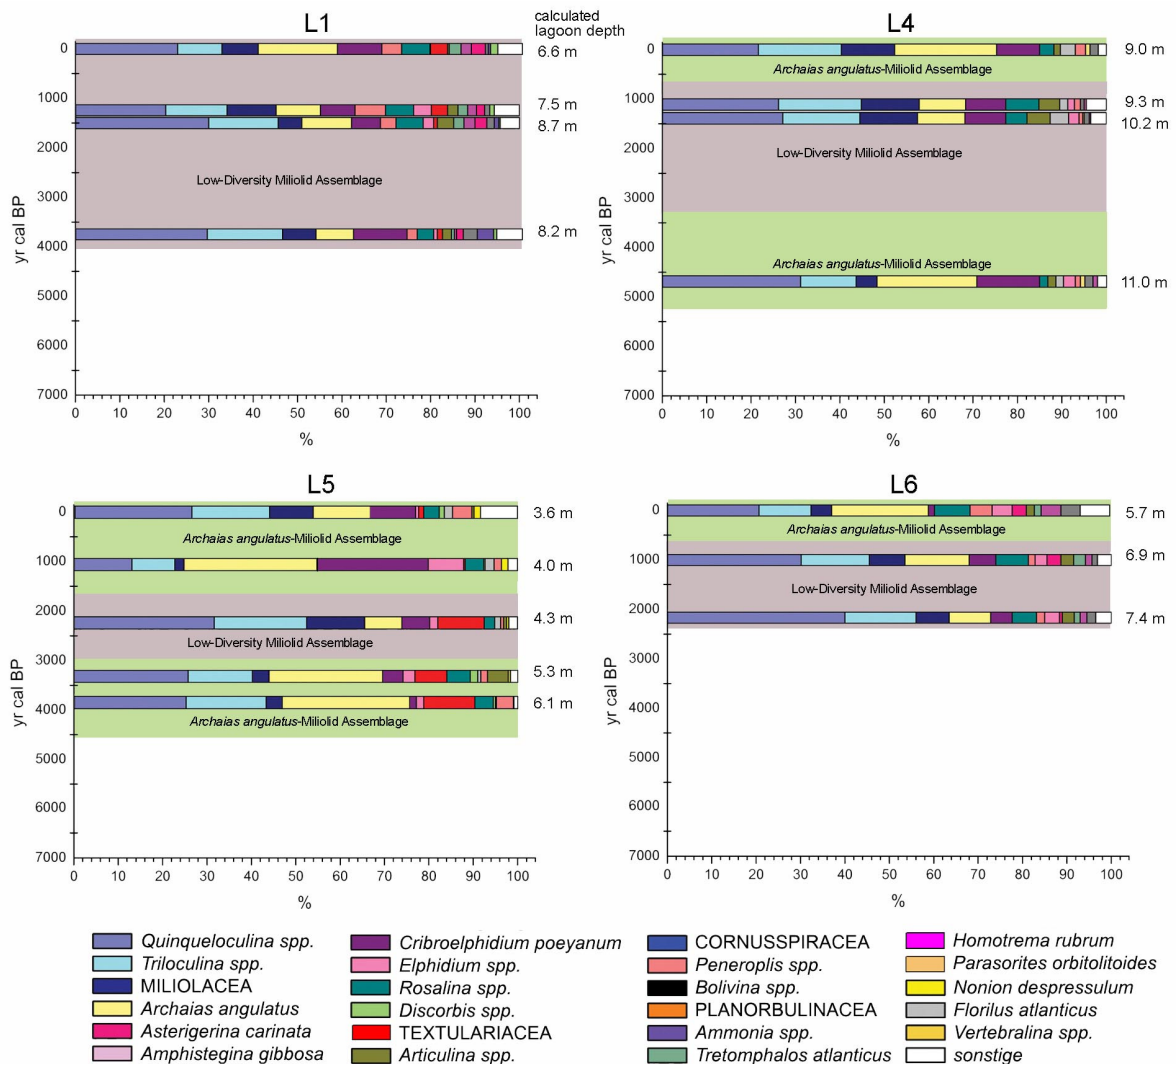 L1
calculated
lagoon depth
0
1000
2000
3000
4000
5000
6000
7000
yr cal BP
6.6 m
7.5 m
8.7 m
Low-Diversity Miliolid Assemblage
8.2 m
0 10 20 30 40 50 60 70 80 90 100
%
L4
0
1000
2000
3000
4000
5000
6000
7000
yr cal BP
9.0 m
Archaias angulatus-Miliolid Assemblage
9.3 m
10.2 m
Low-Diversity Miliolid Assemblage
Archaias angulatus-Miliolid Assemblage
11.0 m
0 10 20 30 40 50 60 70 80 90 100
%
L5
0
1000
2000
3000
4000
5000
6000
7000
yr cal BP
3.6 m
Archaias angulatus-Miliolid Assemblage
4.0 m
4.3 m
Low-Diversity Miliolid Assemblage
5.3 m
6.1 m
Archaias angulatus-Miliolid Assemblage
0 10 20 30 40 50 60 70 80 90 100
%
L6
0
1000
2000
3000
4000
5000
6000
7000
yr cal BP
5.7 m
Archaias angulatus-Miliolid Assemblage
6.9 m
Low-Diversity Miliolid Assemblage
7.4 m
0 10 20 30 40 50 60 70 80 90 100
%
Quinqueloculina spp.
Triloculina spp.
MILIOLACEA
Archaias angulatus
Asterigerina carinata
Amphistegina gibbosa
Cribroelphidium poeyanum
Elphidium spp.
Rosalina spp.
Discorbis spp.
TEXTULARIACEA
Articulina spp.
CORNUSSPIRACEA
Peneroplis spp.
Bolivina spp.
PLANORBULINACEA
Ammonia spp.
Tretomphalos atlanticus
Homotrema rubrum
Parasorites orbitolitoides
Nonion despressulum
Florilus atlanticus
Vertebralina spp.
sonstige